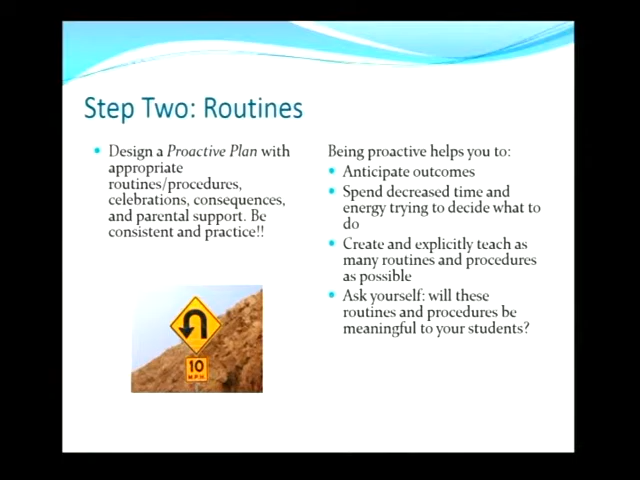 Step Two: Routines
Design a Proactive Plan with
appropriate
routines/procedures,
celebrations, consequences,
and parental support. Be
consistent and practice!!
10
M.P.H.
Being proactive helps you to:
Anticipate outcomes
Spend decreased time and
energy trying to decide what to
do
Create and explicitly teach as
many routines and procedures
as possible
Ask yourself: will these
routines and procedures be
meaningful to your students?